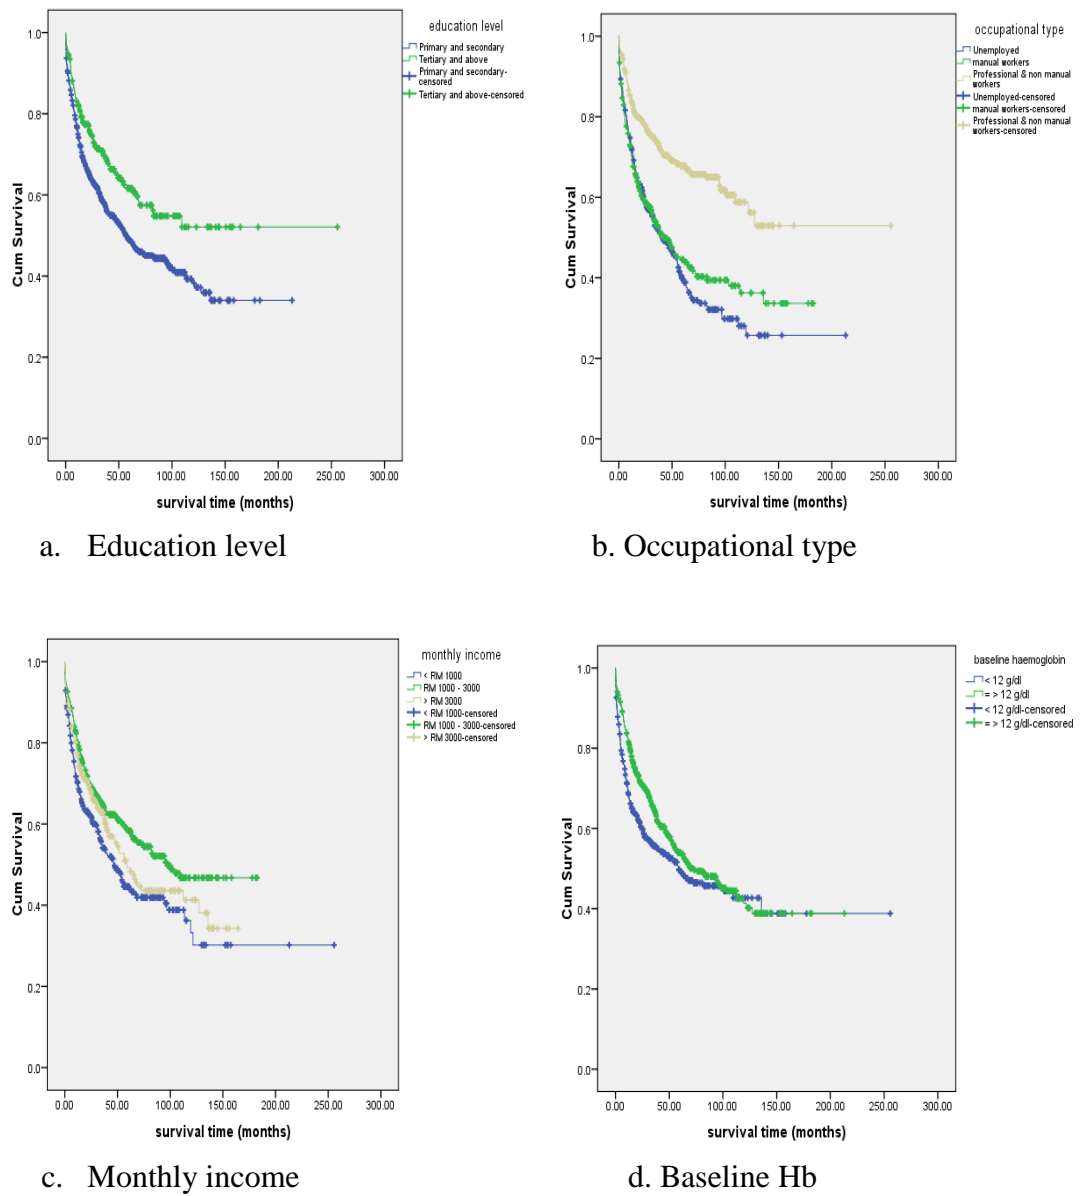 education level
Primary and secondary
Tertiary and above
Primary and secondary-
censored
Tertiary and above-censored
1.0
0.8
0.6
0.4
0.2
0.0
Cum Survival
0.00 50.00 100.00 150.00 200.00 250.00 300.00
survival time (months)
a. Education level
occupational type
Unemployed
manual workers
Professional & non manual
workers
Unemployed-censored
manual workers-censored
Professional & non manual
workers-censored
1.0
0.8
0.6
0.4
0.2
0.0
Cum Survival
0.00 50.00 100.00 150.00 200.00 250.00 300.00
survival time (months)
b. Occupational type
monthly income
< RM 1000
RM 1000 - 3000
> RM 3000
< RM 1000-censored
RM 1000 - 3000-censored
> RM 3000-censored
1.0
0.8
0.6
0.4
0.2
0.0
Cum Survival
0.00 50.00 100.00 150.00 200.00 250.00 300.00
survival time (months)
c. Monthly income
baseline haemoglobin
< 12 g/dl
= > 12 g/dl
< 12 g/dl-censored
= > 12 g/dl-censored
1.0
0.8
0.6
0.4
0.2
0.0
Cum Survival
0.00 50.00 100.00 150.00 200.00 250.00 300.00
survival time (months)
d. Baseline Hb